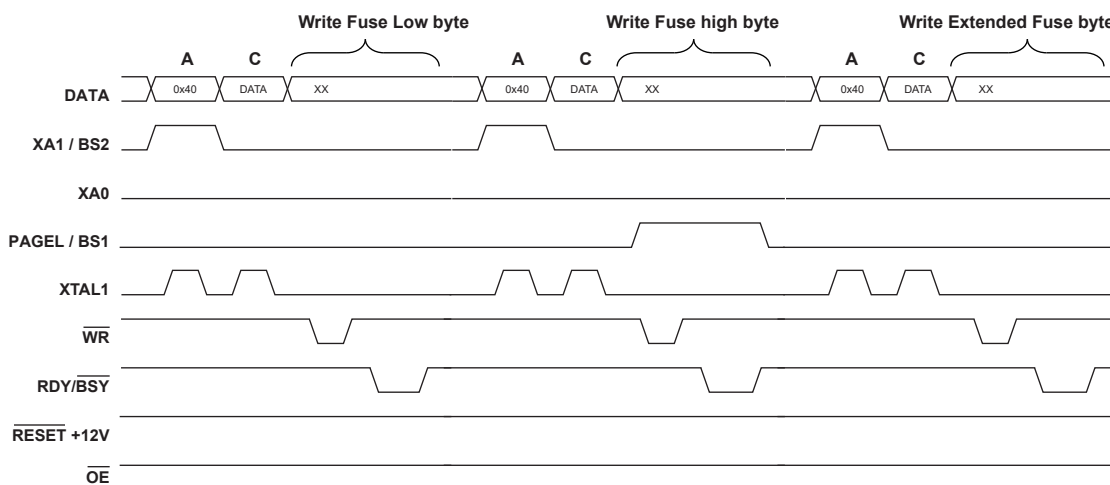 Write Fuse Low byte Write Fuse high byte Write Extended Fuse byte
A C A C A C
DATA 0x40 DATA XX 0x40 DATA XX 0x40 DATA XX
XA1 / BS2
XA0
PAGEL / BS1
XTAL1
WR
RDY/BSY
RESET +12V
OE